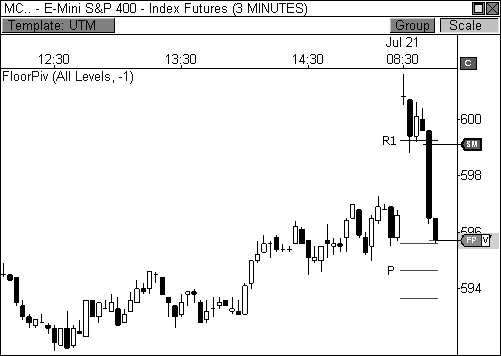 MC.. - E-Mini S&P 400 - Index Futures (3 MINUTES)
Template: UTM Group Scale
Jul 21
12:30 13:30 14:30 08:30
C
FloorPiv (All Levels, -1)
600
R1
SM
598
596
FP V
P
594